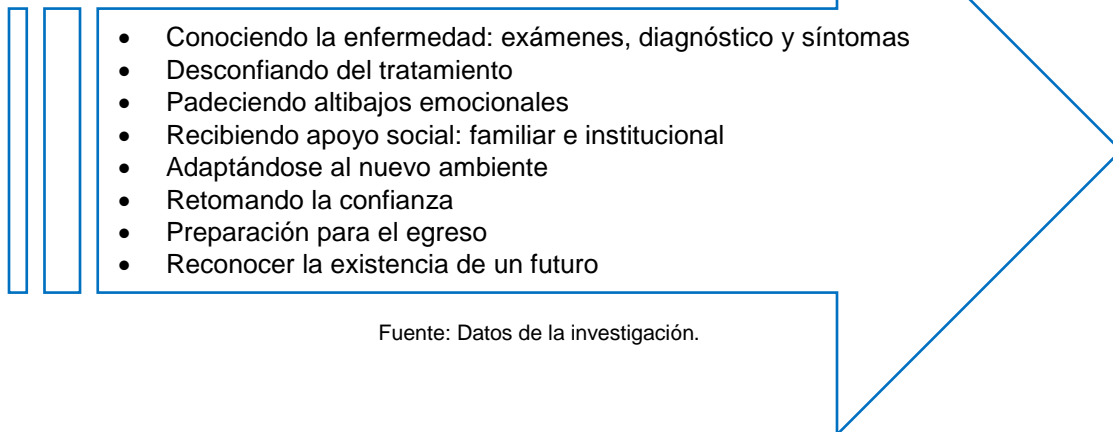 • Conociendo la enfermedad: exámenes, diagnóstico y síntomas
• Desconfiando del tratamiento
• Padeciendo altibajos emocionales
• Recibiendo apoyo social: familiar e institucional
• Adaptándose al nuevo ambiente
• Retomando la confianza
• Preparación para el egreso
• Reconocer la existencia de un futuro
Fuente: Datos de la investigación.